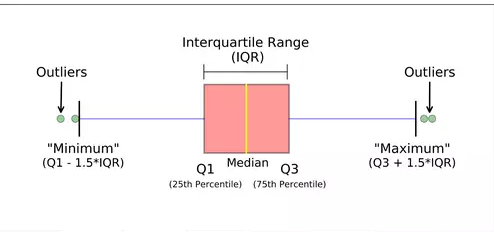 Interquartile Range
(IQR)
Outliers
Outliers
"Minimum"
(Q1 - 1.5*IQR)
"Maximum"
(Q3 + 1.5*IQR)
Q1
Median
Q3
(25th Percentile)
(75th Percentile)